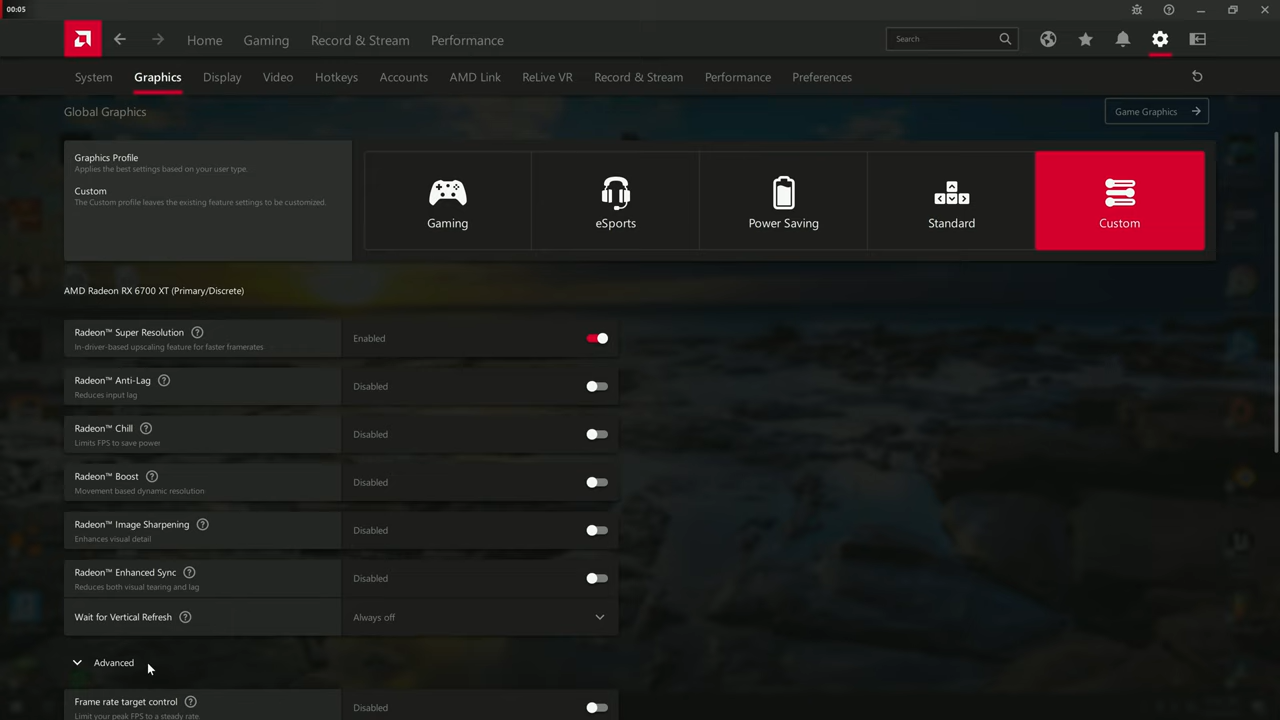 00:05
Home Gaming Record & Stream Performance
Search
System Graphics Display Video Hotkeys Accounts AMD Link ReLive VR Record & Stream Performance Preferences
Global Graphics
Game Graphics
Graphics Profile
Applies the best settings based on your user type.
Custom
The Custom profile leaves the existing feature settings to be customized.
Gaming
eSports
Power Saving
Standard
Custom
AMD Radeon RX 6700 XT (Primary/Discrete)
Radeon™ Super Resolution
In-driver-based upscaling feature for faster framerates
Enabled
Radeon™ Anti-Lag
Reduces input lag
Disabled
Radeon™ Chill
Limits FPS to save power
Disabled
Radeon™ Boost
Movement based dynamic resolution
Disabled
Radeon™ Image Sharpening
Enhances visual detail
Disabled
Radeon™ Enhanced Sync
Reduces both visual tearing and lag
Disabled
Wait for Vertical Refresh
Always off
Advanced
Frame rate target control
Limit your peak FPS to a steady rate.
Disabled